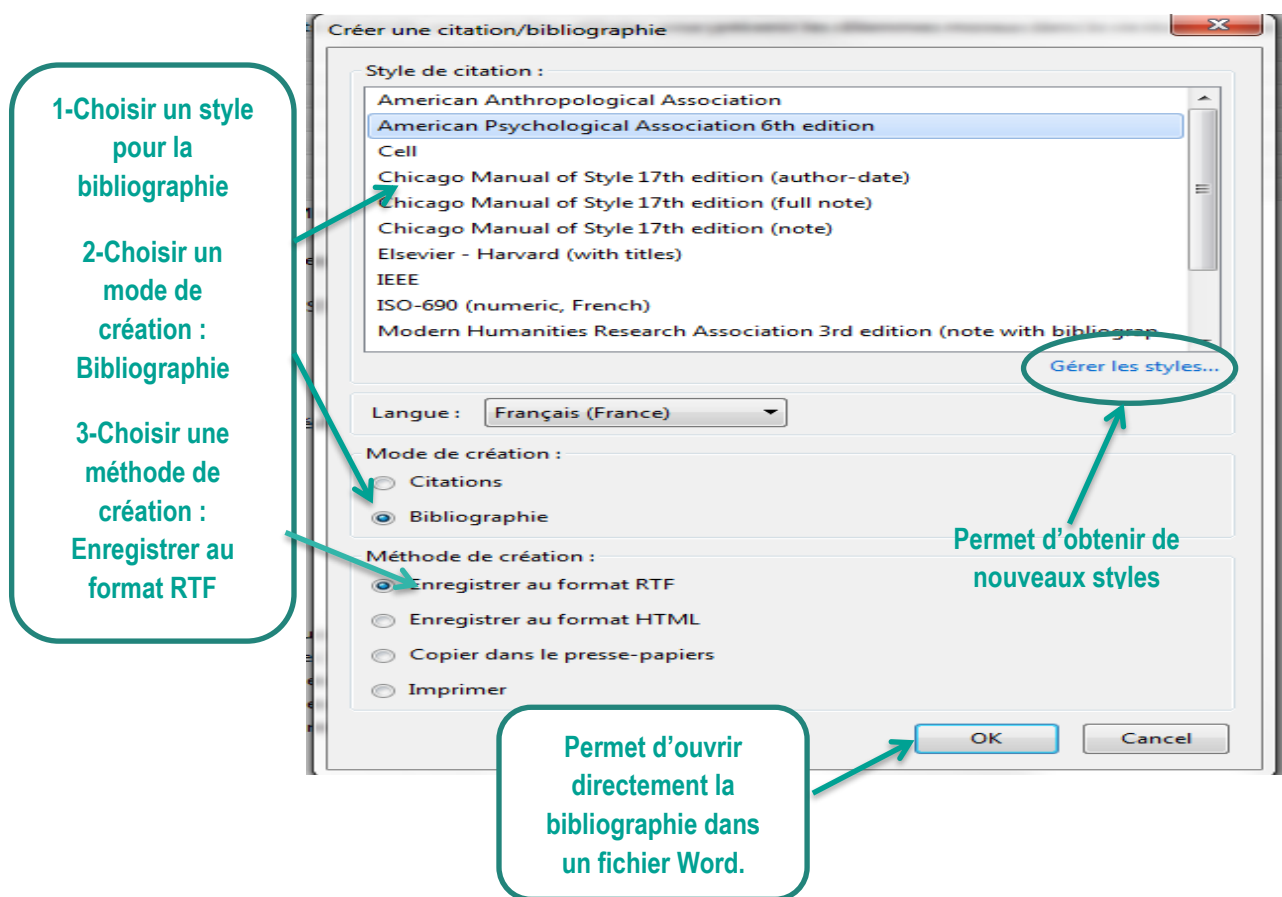 Créer une citation/bibliographie
Style de citation :
American Anthropological Association
American Psychological Association 6th edition
Cell
Chicago Manual of Style 17th edition (author-date)
Chicago Manual of Style 17th edition (full note)
Chicago Manual of Style 17th edition (note)
Elsevier - Harvard (with titles)
IEEE
ISO-690 (numeric, French)
Modern Humanities Research Association 3rd edition (note with bibliograp
Gérer les styles...
Langue :
Français (France)
Mode de création :
Citations
Bibliographie
Méthode de création :
Enregistrer au format RTF
Enregistrer au format HTML
Copier dans le presse-papiers
Imprimer
OK
Cancel
1-Choisir un style
pour la
bibliographie
2-Choisir un
mode de
création :
Bibliographie
3-Choisir une
méthode de
création :
Enregistrer au
format RTF
Permet d’obtenir de
nouveaux styles
Permet d’ouvrir
directement la
bibliographie dans
un fichier Word.